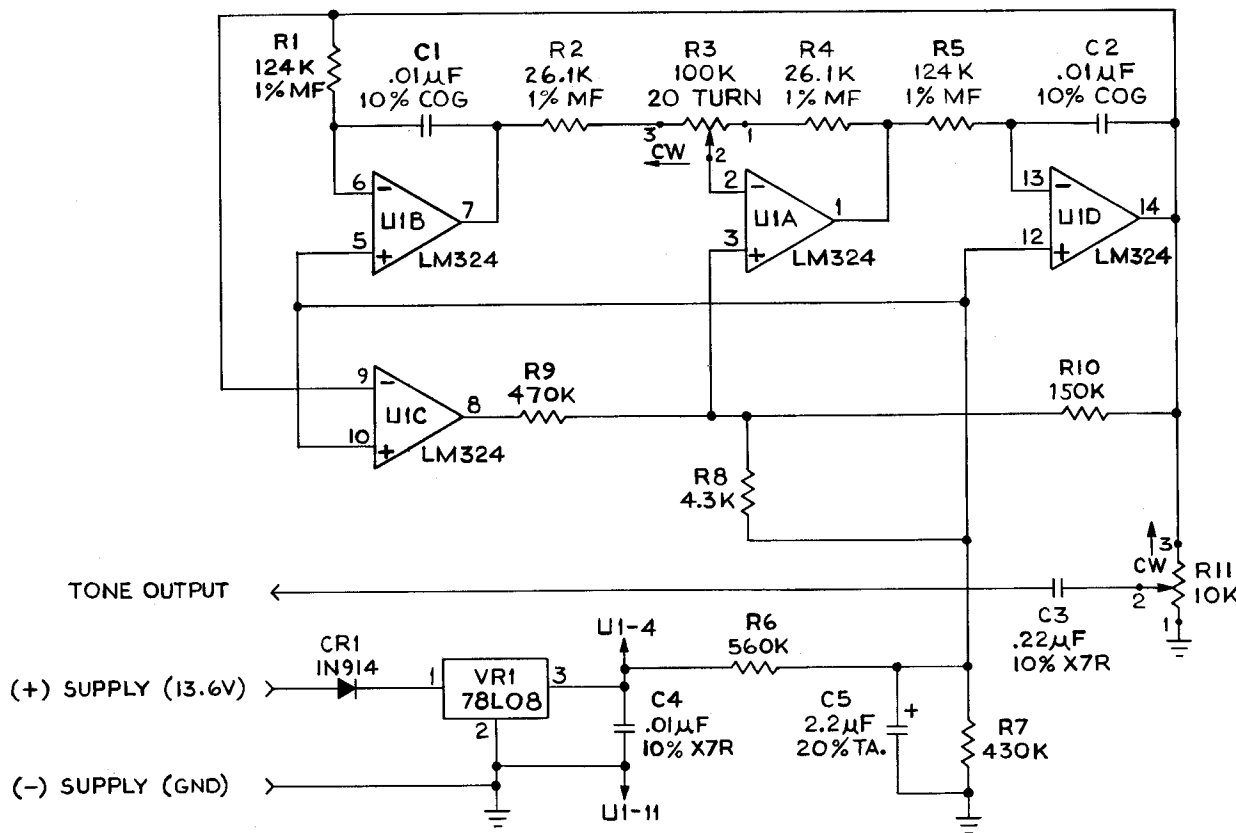 R1
124K
1% MF
C1
.01µF
10% COG
R2
26.1K
1% MF
R3
100K
20 TURN
R4
26.1K
1% MF
R5
124K
1% MF
C2
.01µF
10% COG
3
1
2
CW
6
-
U1B
7
5
+
LM324
2
-
U1A
1
3
+
LM324
13
-
U1D
14
12
+
LM324
9
-
U1C
8
10
+
LM324
R9
470K
R10
150K
R8
4.3K
TONE OUTPUT
C3
.22µF
10% X7R
CW
3
2
1
R11
10K
(+) SUPPLY (13.6V)
CR1
1N914
1
VR1
78L08
3
2
U1-4
C4
.01µF
10% X7R
U1-11
R6
560K
C5
2.2µF
20% TA.
+
R7
430K
(-) SUPPLY (GND)